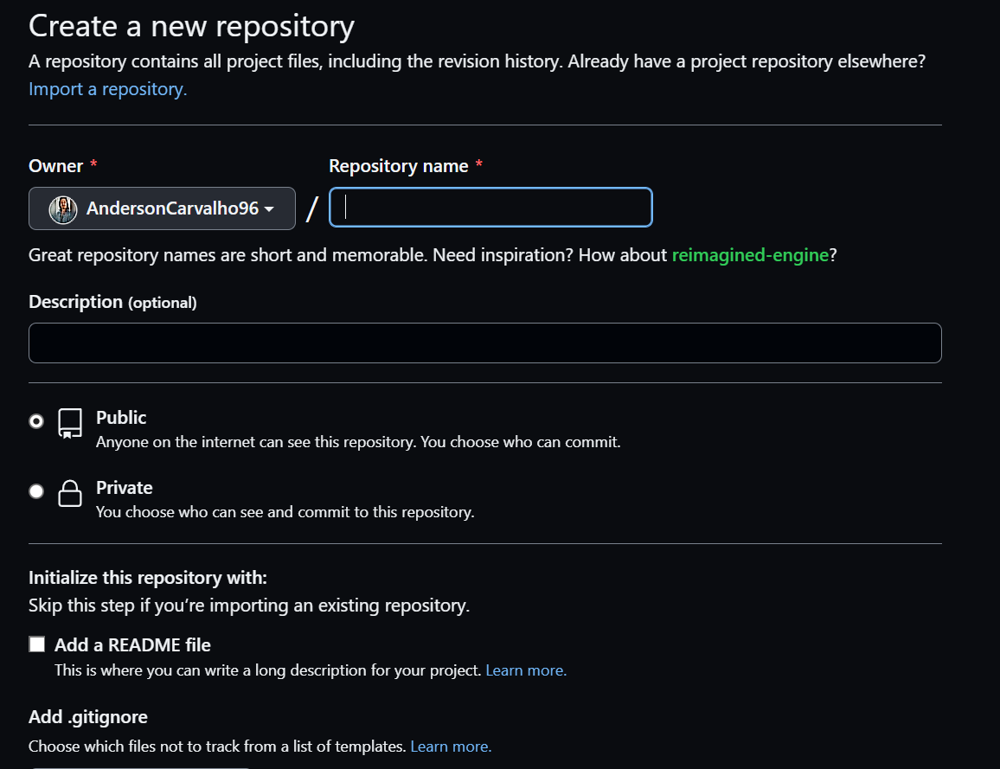 Create a new repository
A repository contains all project files, including the revision history. Already have a project repository elsewhere?
Import a repository.
Owner *
Repository name *
AndersonCarvalho96
/
Great repository names are short and memorable. Need inspiration? How about reimagined-engine?
Description (optional)
Public
Anyone on the internet can see this repository. You choose who can commit.
Private
You choose who can see and commit to this repository.
Initialize this repository with:
Skip this step if you’re importing an existing repository.
Add a README file
This is where you can write a long description for your project. Learn more.
Add .gitignore
Choose which files not to track from a list of templates. Learn more.